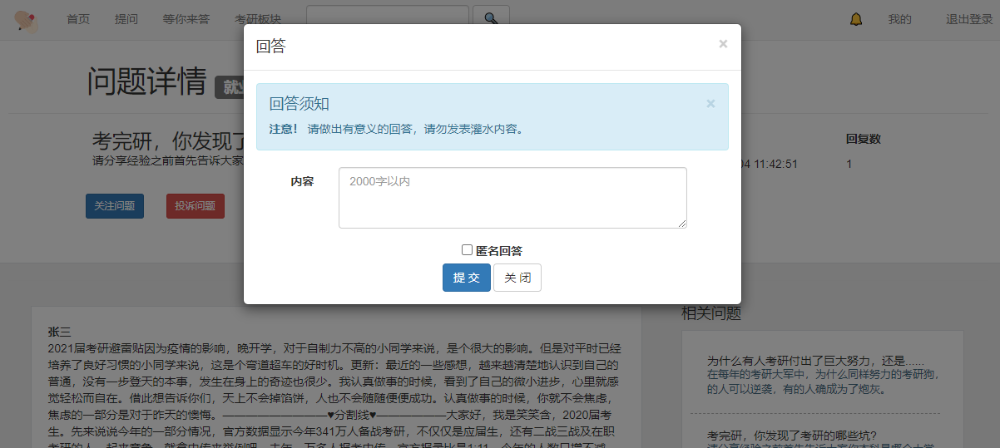 首页 提问 等你来答 考研板块 我的 退出登录
回答 ×
问题详情
回答须知 ×
注意! 请做出有意义的回答，请勿发表灌水内容。
考完研，你发现了
请分享经验之前首先告诉大家
回复数
04 11:42:51 1
内容 2000字以内
关注问题 投诉问题
匿名回答
提 交 关 闭
相关问题
张三
2021届考研避雷贴因为疫情的影响，晚开学，对于自制力不高的小同学来说，是个很大的影响。但是对平时已经
培养了良好习惯的小同学来说，这是个弯道超车的好时机。更新：最近的一些感想，越来越清楚地认识到自己的
普通，没有一步登天的本事，发生在身上的奇迹也很少。我认真做事的时候，看到了自己的微小进步，心里就感
觉轻松而自在。借此想告诉你们，天上不会掉馅饼，人也不会随随便便成功。认真做事的时候，你就不会焦虑，
焦虑的一部分是对于昨天的懊悔。—————————♥分割线♥——————大家好，我是笑笑含，2020届考
生。先来说说今年的一部分情况，官方数据显示今年341万人备战考研，不仅仅是应届生，还有二战三战及在职
为什么有人考研付出了巨大努力，还是......
在每年的考研大军中，为什么同样努力的考研狗，
有的人可以逆袭，有的人确成为了炮灰。
考完研，你发现了考研的哪些坑?